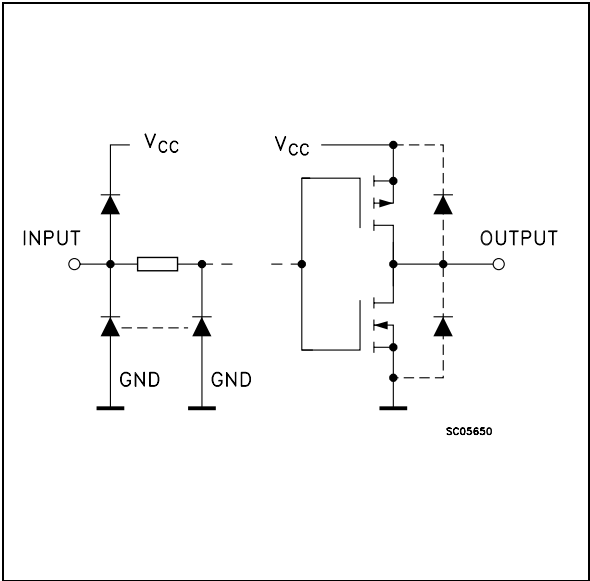 VCC
VCC
INPUT
OUTPUT
GND
GND
SC05650